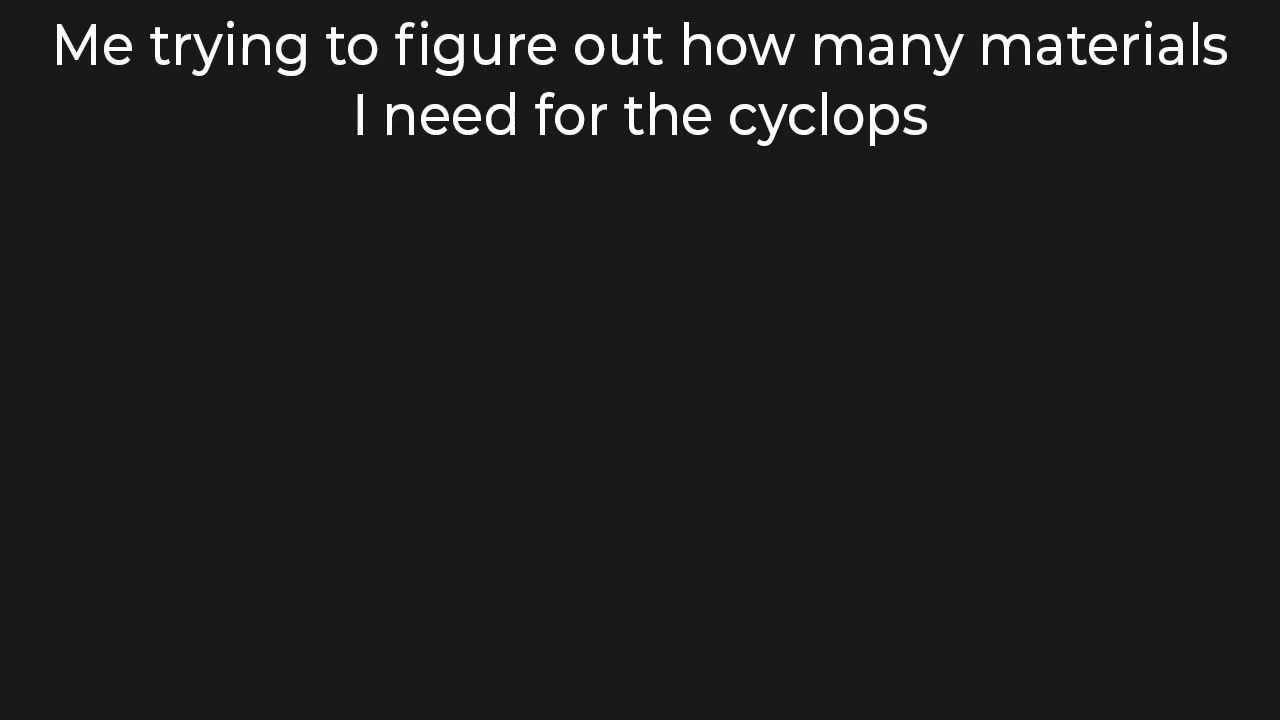 Me trying to figure out how many materials
I need for the cyclops